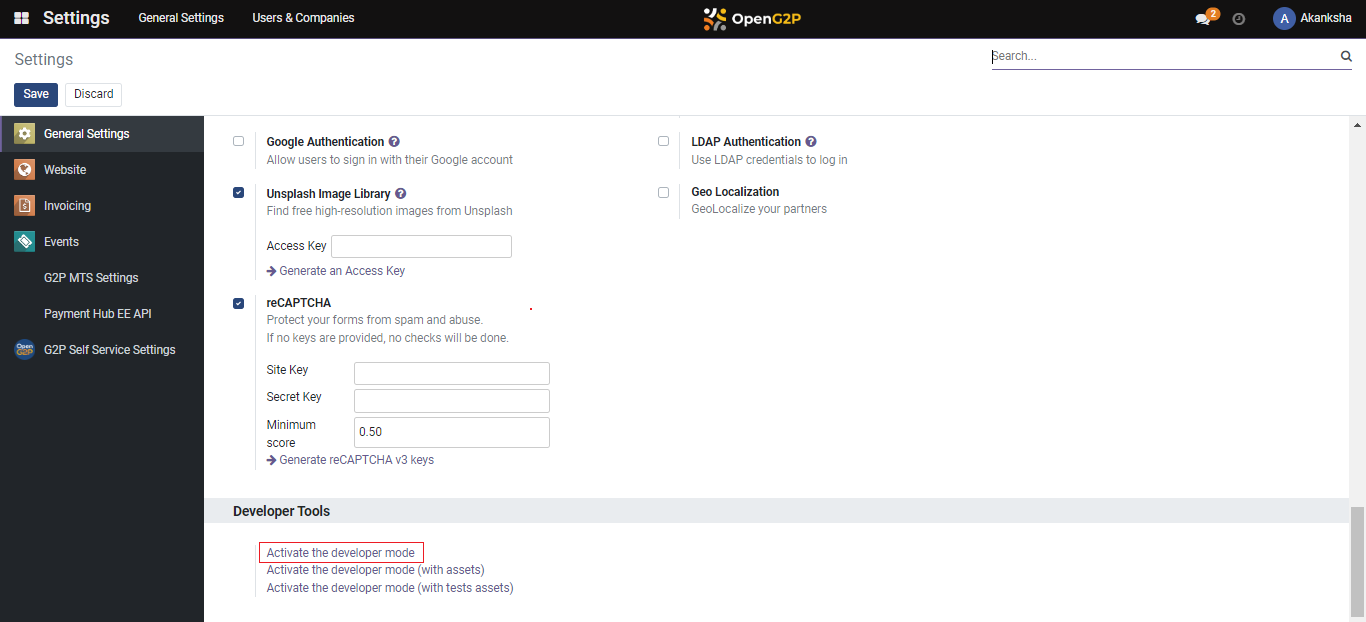 Settings
General Settings
Users & Companies
OpenG2P
2
A
Akanksha
Settings
Search...
Save
Discard
General Settings
Website
Invoicing
Events
G2P MTS Settings
Payment Hub EE API
Open G2P
G2P Self Service Settings
Google Authentication ?
Allow users to sign in with their Google account
LDAP Authentication ?
Use LDAP credentials to log in
Unsplash Image Library ?
Find free high-resolution images from Unsplash
Access Key
Generate an Access Key
Geo Localization
GeoLocalize your partners
reCAPTCHA
Protect your forms from spam and abuse.
If no keys are provided, no checks will be done.
Site Key
Secret Key
Minimum
score
0.50
Generate reCAPTCHA v3 keys
Developer Tools
Activate the developer mode
Activate the developer mode (with assets)
Activate the developer mode (with tests assets)